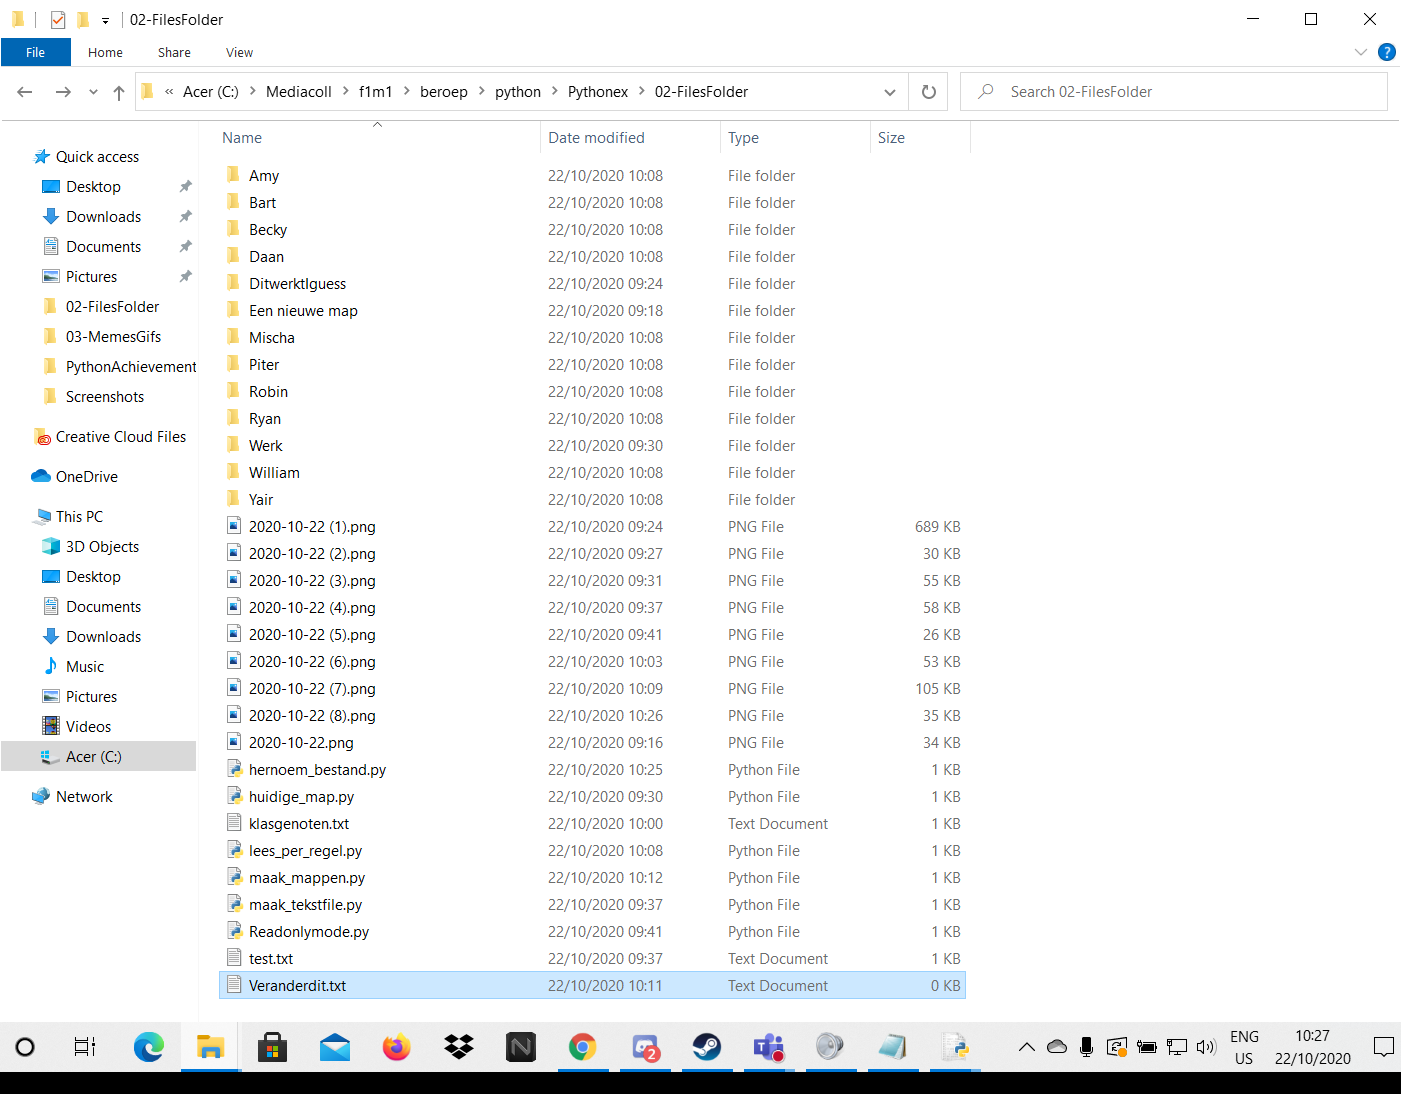 02-FilesFolder
File Home Share View
« Acer (C:) Mediacoll f1m1 beroep python Pythonex 02-FilesFolder
Search 02-FilesFolder
Name Date modified Type Size
Quick access
Desktop
Downloads
Documents
Pictures
02-FilesFolder
03-MemesGifs
PythonAchievement
Screenshots
Creative Cloud Files
OneDrive
This PC
3D Objects
Desktop
Documents
Downloads
Music
Pictures
Videos
Acer (C:)
Network
Amy 22/10/2020 10:08 File folder
Bart 22/10/2020 10:08 File folder
Becky 22/10/2020 10:08 File folder
Daan 22/10/2020 10:08 File folder
DitwerktIguess 22/10/2020 09:24 File folder
Een nieuwe map 22/10/2020 09:18 File folder
Mischa 22/10/2020 10:08 File folder
Piter 22/10/2020 10:08 File folder
Robin 22/10/2020 10:08 File folder
Ryan 22/10/2020 10:08 File folder
Werk 22/10/2020 09:30 File folder
William 22/10/2020 10:08 File folder
Yair 22/10/2020 10:08 File folder
2020-10-22 (1).png 22/10/2020 09:24 PNG File 689 KB
2020-10-22 (2).png 22/10/2020 09:27 PNG File 30 KB
2020-10-22 (3).png 22/10/2020 09:31 PNG File 55 KB
2020-10-22 (4).png 22/10/2020 09:37 PNG File 58 KB
2020-10-22 (5).png 22/10/2020 09:41 PNG File 26 KB
2020-10-22 (6).png 22/10/2020 10:03 PNG File 53 KB
2020-10-22 (7).png 22/10/2020 10:09 PNG File 105 KB
2020-10-22 (8).png 22/10/2020 10:26 PNG File 35 KB
2020-10-22.png 22/10/2020 09:16 PNG File 34 KB
hernoem_bestand.py 22/10/2020 10:25 Python File 1 KB
huidige_map.py 22/10/2020 09:30 Python File 1 KB
klasgenoten.txt 22/10/2020 10:00 Text Document 1 KB
lees_per_regel.py 22/10/2020 10:08 Python File 1 KB
maak_mappen.py 22/10/2020 10:12 Python File 1 KB
maak_tekstfile.py 22/10/2020 09:37 Python File 1 KB
Readonlymode.py 22/10/2020 09:41 Python File 1 KB
test.txt 22/10/2020 09:37 Text Document 1 KB
Veranderdit.txt 22/10/2020 10:11 Text Document 0 KB
2
ENG 10:27
US 22/10/2020